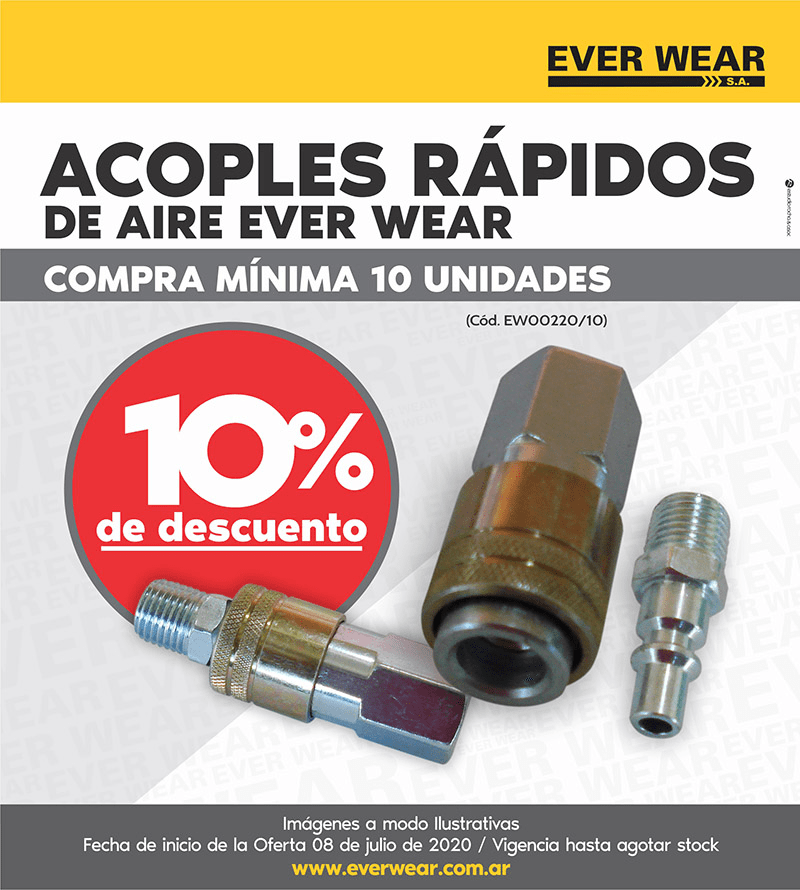 EVER WEAR
S.A.
ACOPLES RÁPIDOS
DE AIRE EVER WEAR
COMPRA MÍNIMA 10 UNIDADES
(Cód. EW00220/10)
10%
de descuento
Imágenes a modo Ilustrativas
Fecha de inicio de la Oferta 08 de julio de 2020 / Vigencia hasta agotar stock
www.everwear.com.ar